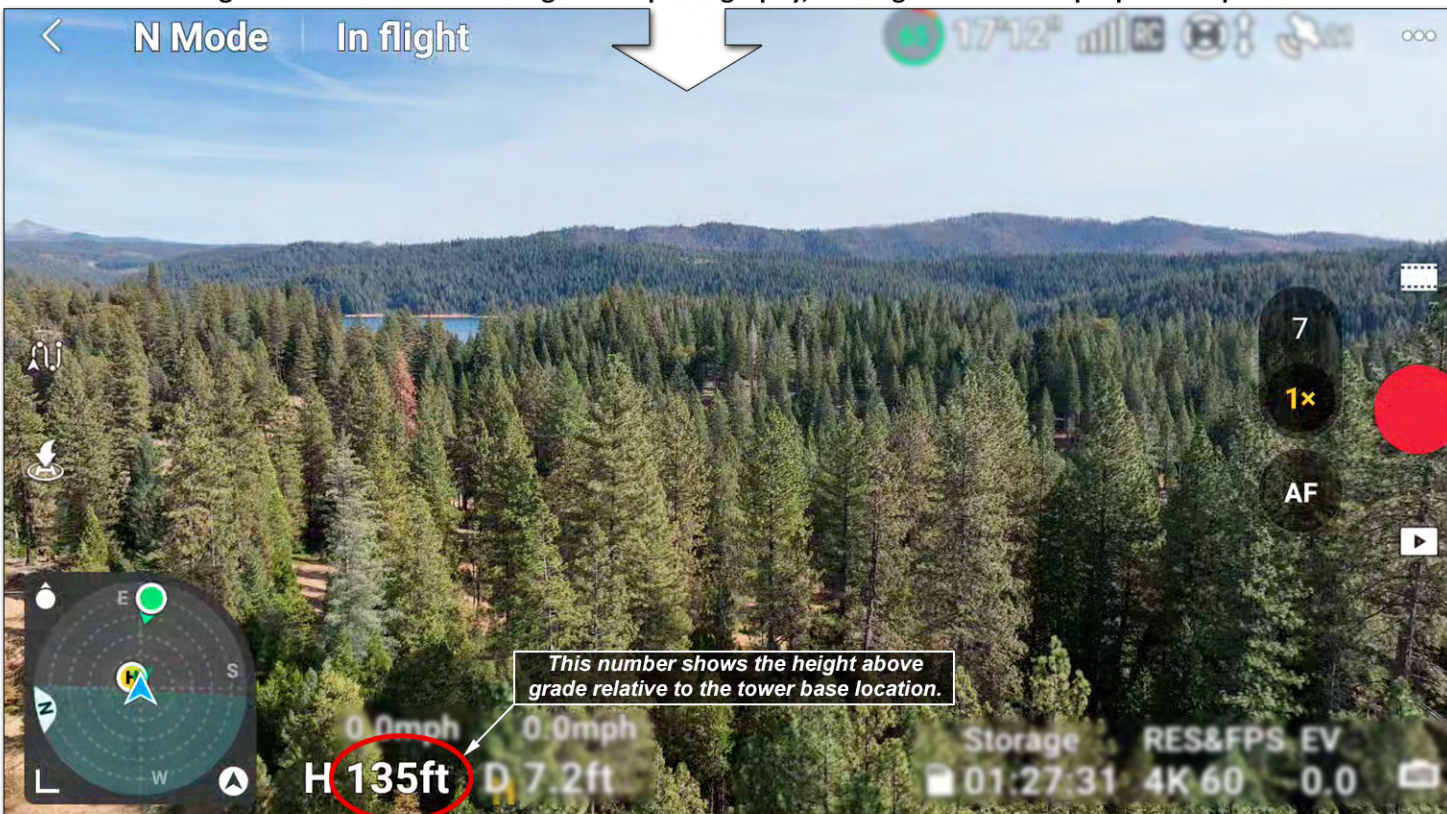 N Mode
In flight
65
17'12"
RC
7
1×
AF
E
S
N
W
H
This number shows the height above
grade relative to the tower base location.
0.0mph
0.0mph
H 135ft
D 7.2ft
Storage
RES&FPS
EV
01:27:31
4K 60
0.0